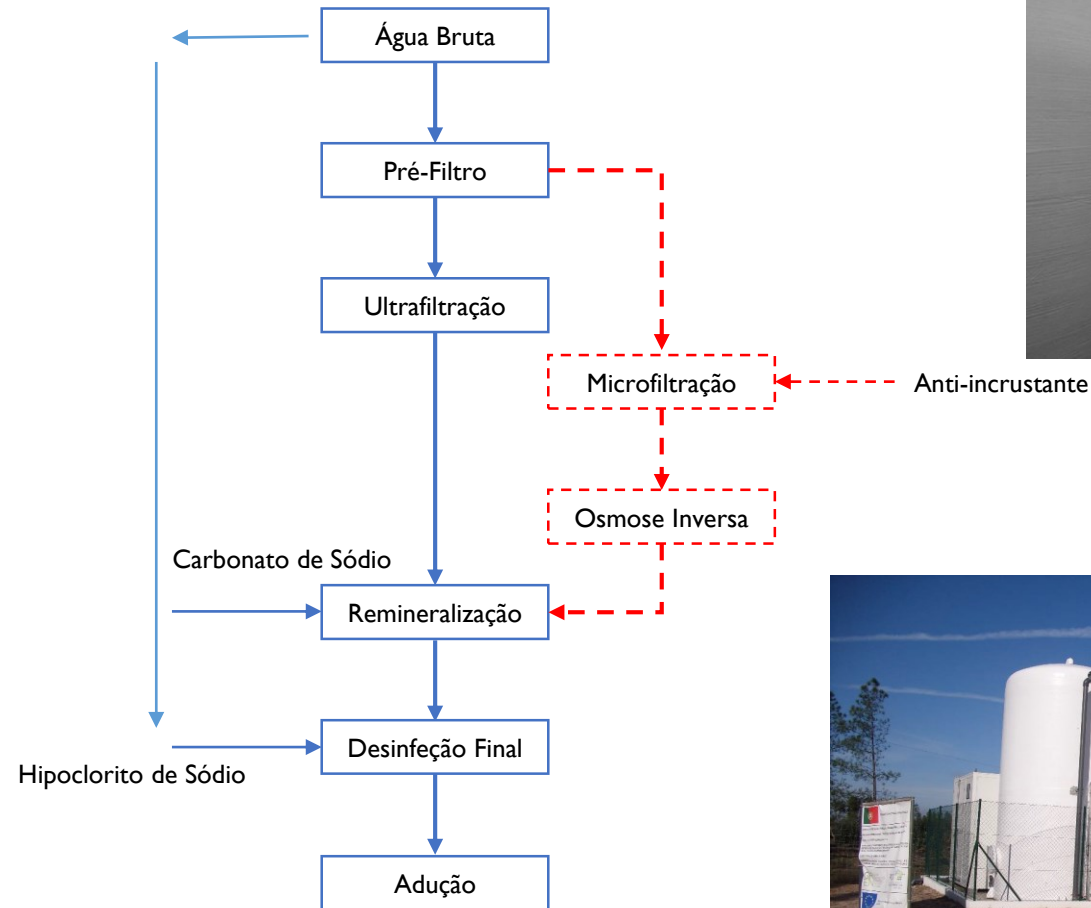 Água Bruta
Pré-Filtro
Ultrafiltração
Microfiltração
Anti-incrustante
Osmose Inversa
Carbonato de Sódio
Remineralização
Desinfeção Final
Hipoclorito de Sódio
Adução